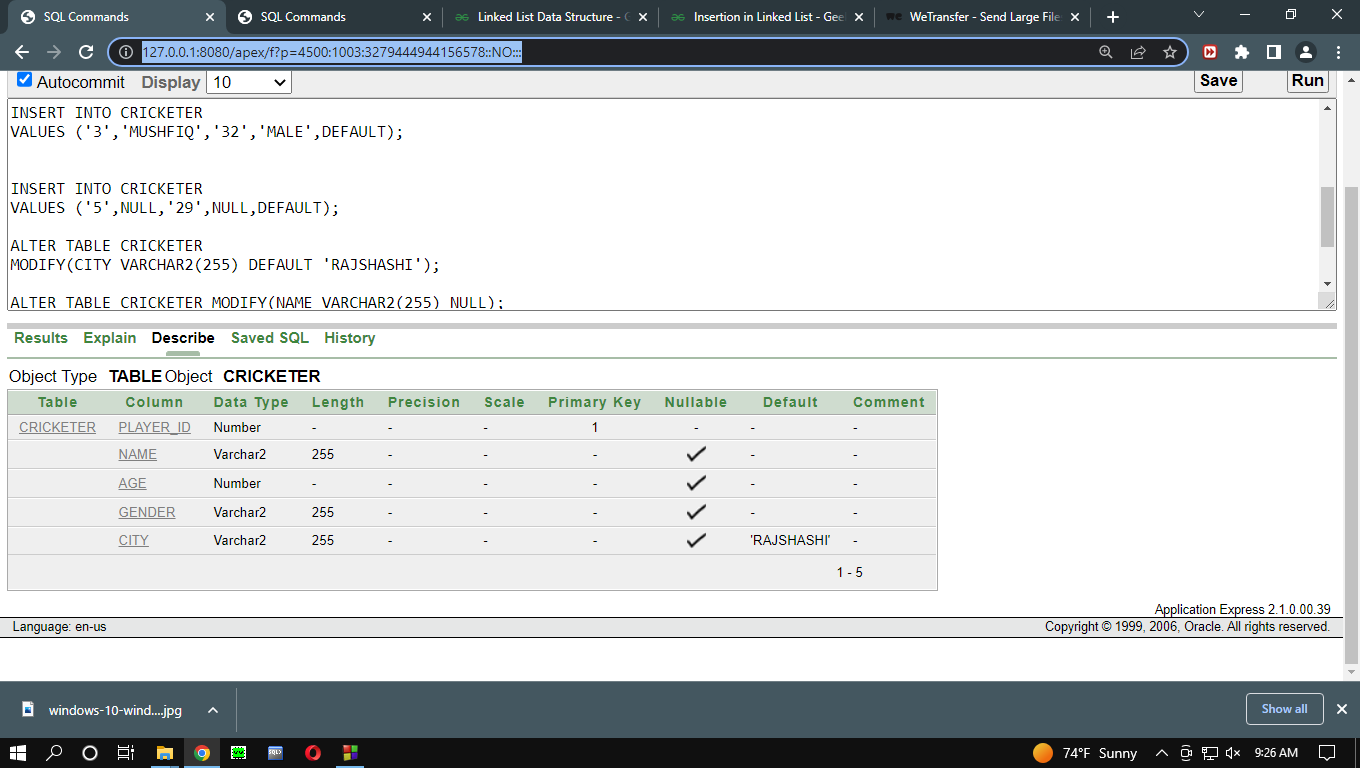 SQL Commands
SQL Commands
Linked List Data Structure - G
Insertion in Linked List - Gee
we WeTransfer - Send Large File
127.0.0.1:8080/apex/f?p=4500:1003:3279444944156578::NO:::
Autocommit Display 10 Save Run
INSERT INTO CRICKETER
VALUES ('3','MUSHFIQ','32','MALE',DEFAULT);
INSERT INTO CRICKETER
VALUES ('5',NULL,'29',NULL,DEFAULT);
ALTER TABLE CRICKETER
MODIFY(CITY VARCHAR2(255) DEFAULT 'RAJSHASHI');
ALTER TABLE CRICKETER MODIFY(NAME VARCHAR2(255) NULL);
Results Explain Describe Saved SQL History
Object Type TABLE Object CRICKETER
Table Column Data Type Length Precision Scale Primary Key Nullable Default Comment
CRICKETER PLAYER_ID Number - - - 1 - - -
NAME Varchar2 255 - - - ✓ - -
AGE Number - - - - ✓ - -
GENDER Varchar2 255 - - - ✓ - -
CITY Varchar2 255 - - - ✓ 'RAJSHASHI' -
1 - 5
Application Express 2.1.0.00.39
Language: en-us Copyright © 1999, 2006, Oracle. All rights reserved.
windows-10-wind....jpg Show all
74°F Sunny 9:26 AM